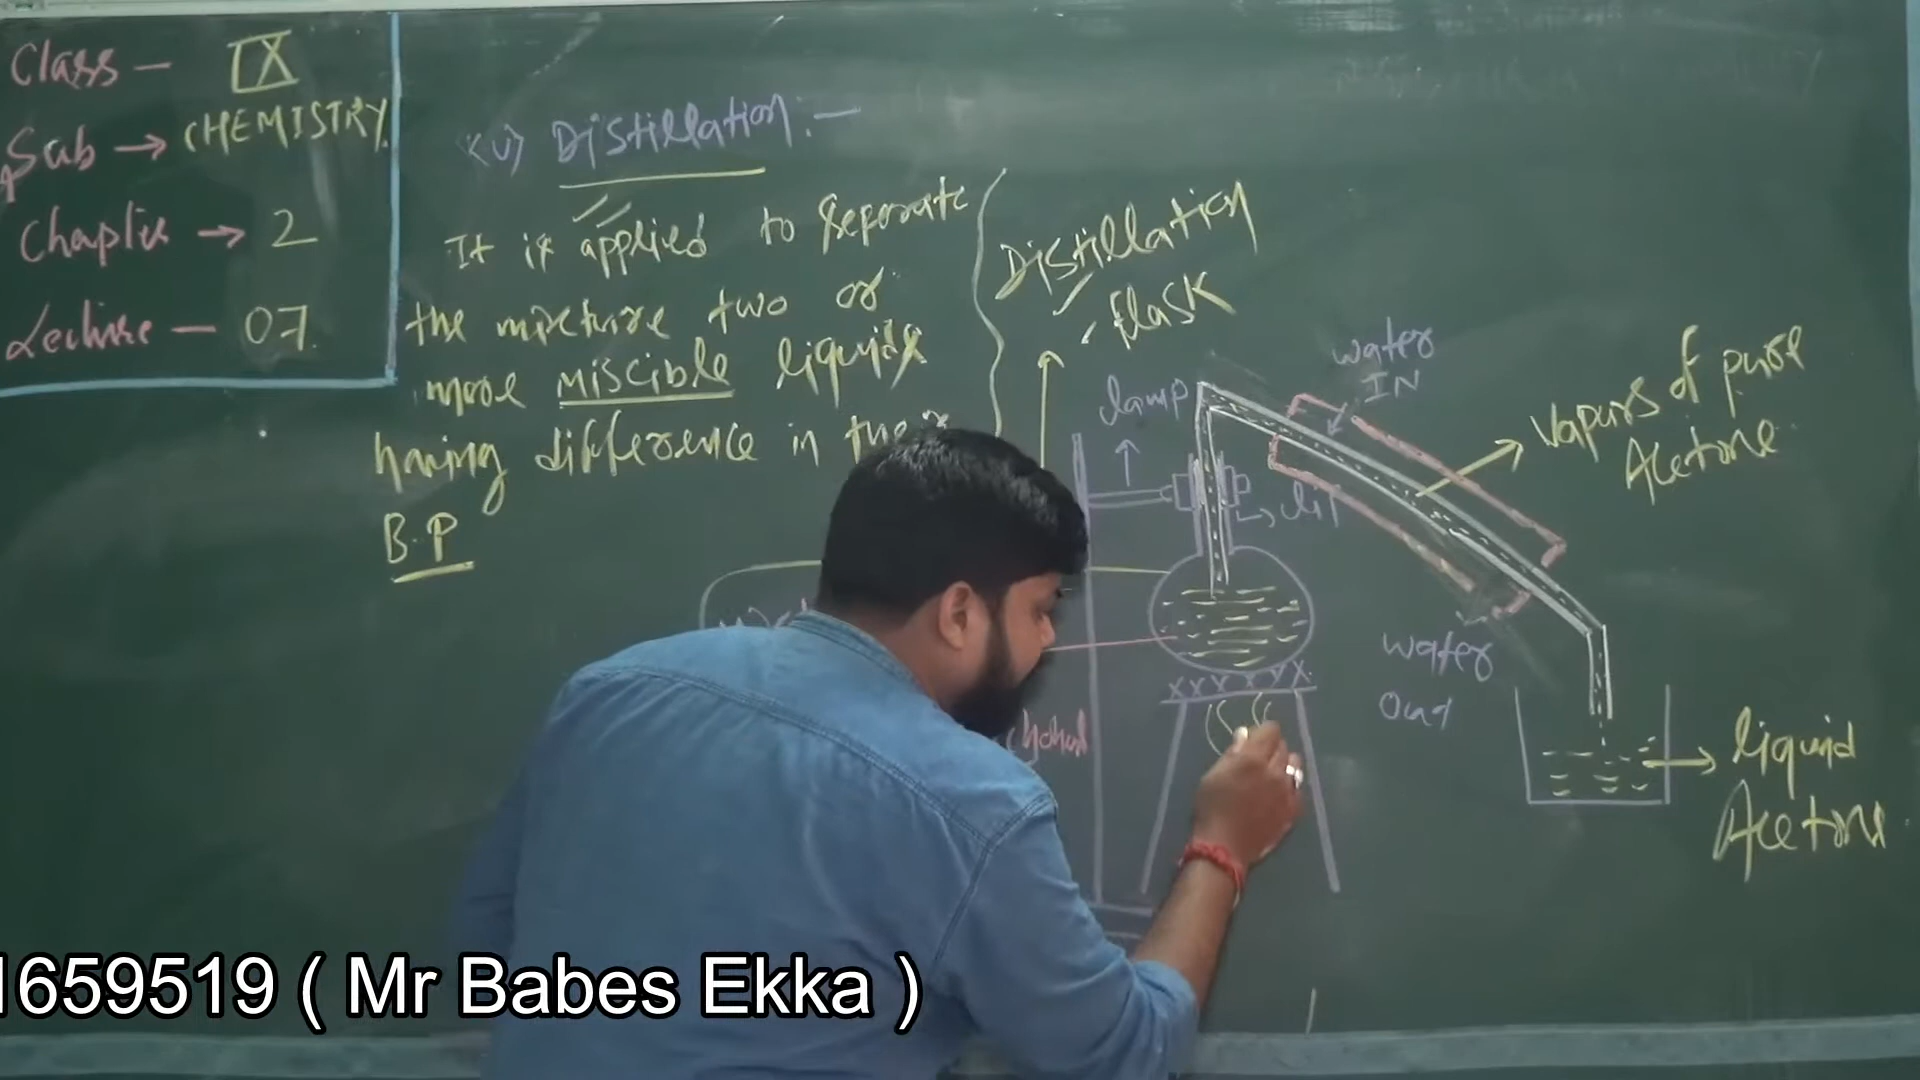 Class – IX
Sub → CHEMISTRY.
Chapter → 2
Lecture – 07.
(V) Distillation:-
It is applied to separate
the mixture two or
more miscible liquids
having difference in their
B.P
Distillation
flask
lamp
water
IN
Vapours of pure
Acetone
water
Out
liquid
Acetone
1659519 ( Mr Babes Ekka )